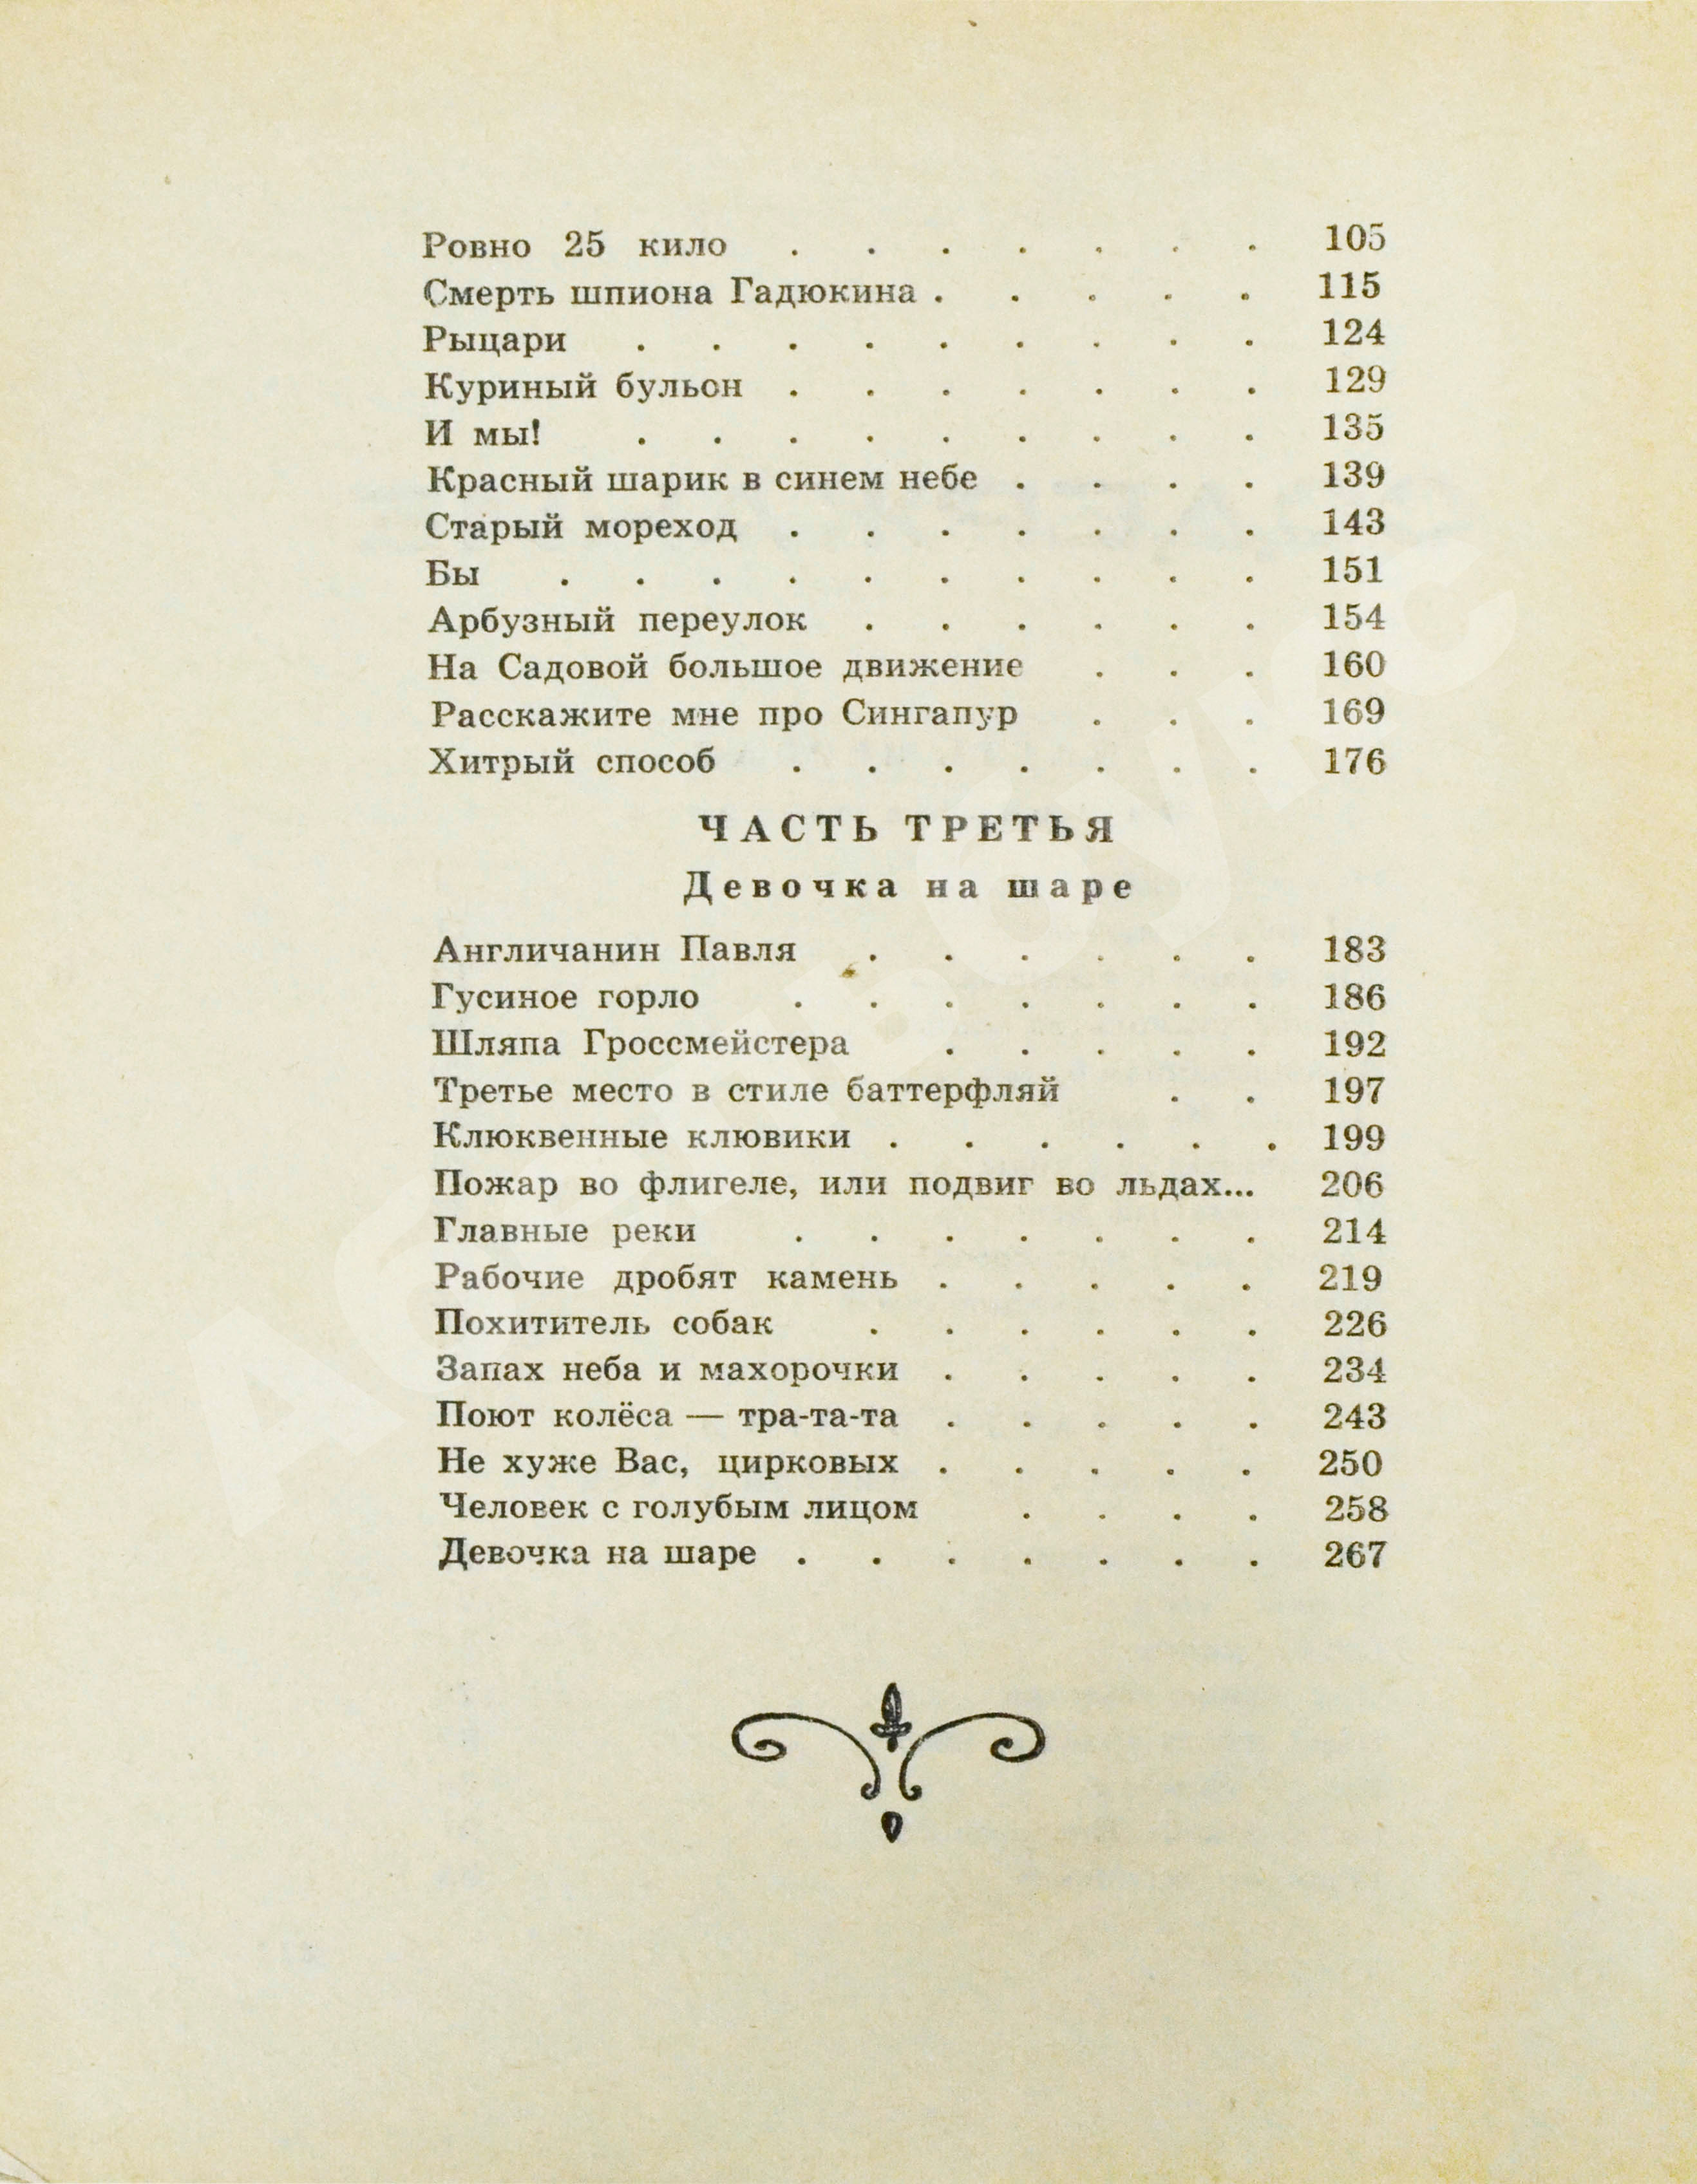 Ровно 25 кило . . . . . . . 105
Смерть шпиона Гадюкина . . . . . 115
Рыцари . . . . . . . . . 124
Куриный бульон . . . . . . . 129
И мы! . . . . . . . . . 135
Красный шарик в синем небе . . . . 139
Старый мореход . . . . . . . 143
Бы . . . . . . . . . . 151
Арбузный переулок . . . . . . 154
На Садовой большое движение . . . 160
Расскажите мне про Сингапур . . . 169
Хитрый способ . . . . . . . 176
ЧАСТЬ ТРЕТЬЯ
Девочка на шаре
Англичанин Павля . . . . . . 183
Гусиное горло . . . . . . . 186
Шляпа Гроссмейстера . . . . . 192
Третье место в стиле баттерфляй . . 197
Клюквенные клювики . . . . . . 199
Пожар во флигеле, или подвиг во льдах... 206
Главные реки . . . . . . . 214
Рабочие дробят камень . . . . . 219
Похититель собак . . . . . . 226
Запах неба и махорочки . . . . . 234
Поют колёса — тра-та-та . . . . . 243
Не хуже Вас, цирковых . . . . . 250
Человек с голубым лицом . . . . 258
Девочка на шаре . . . . . . . 267